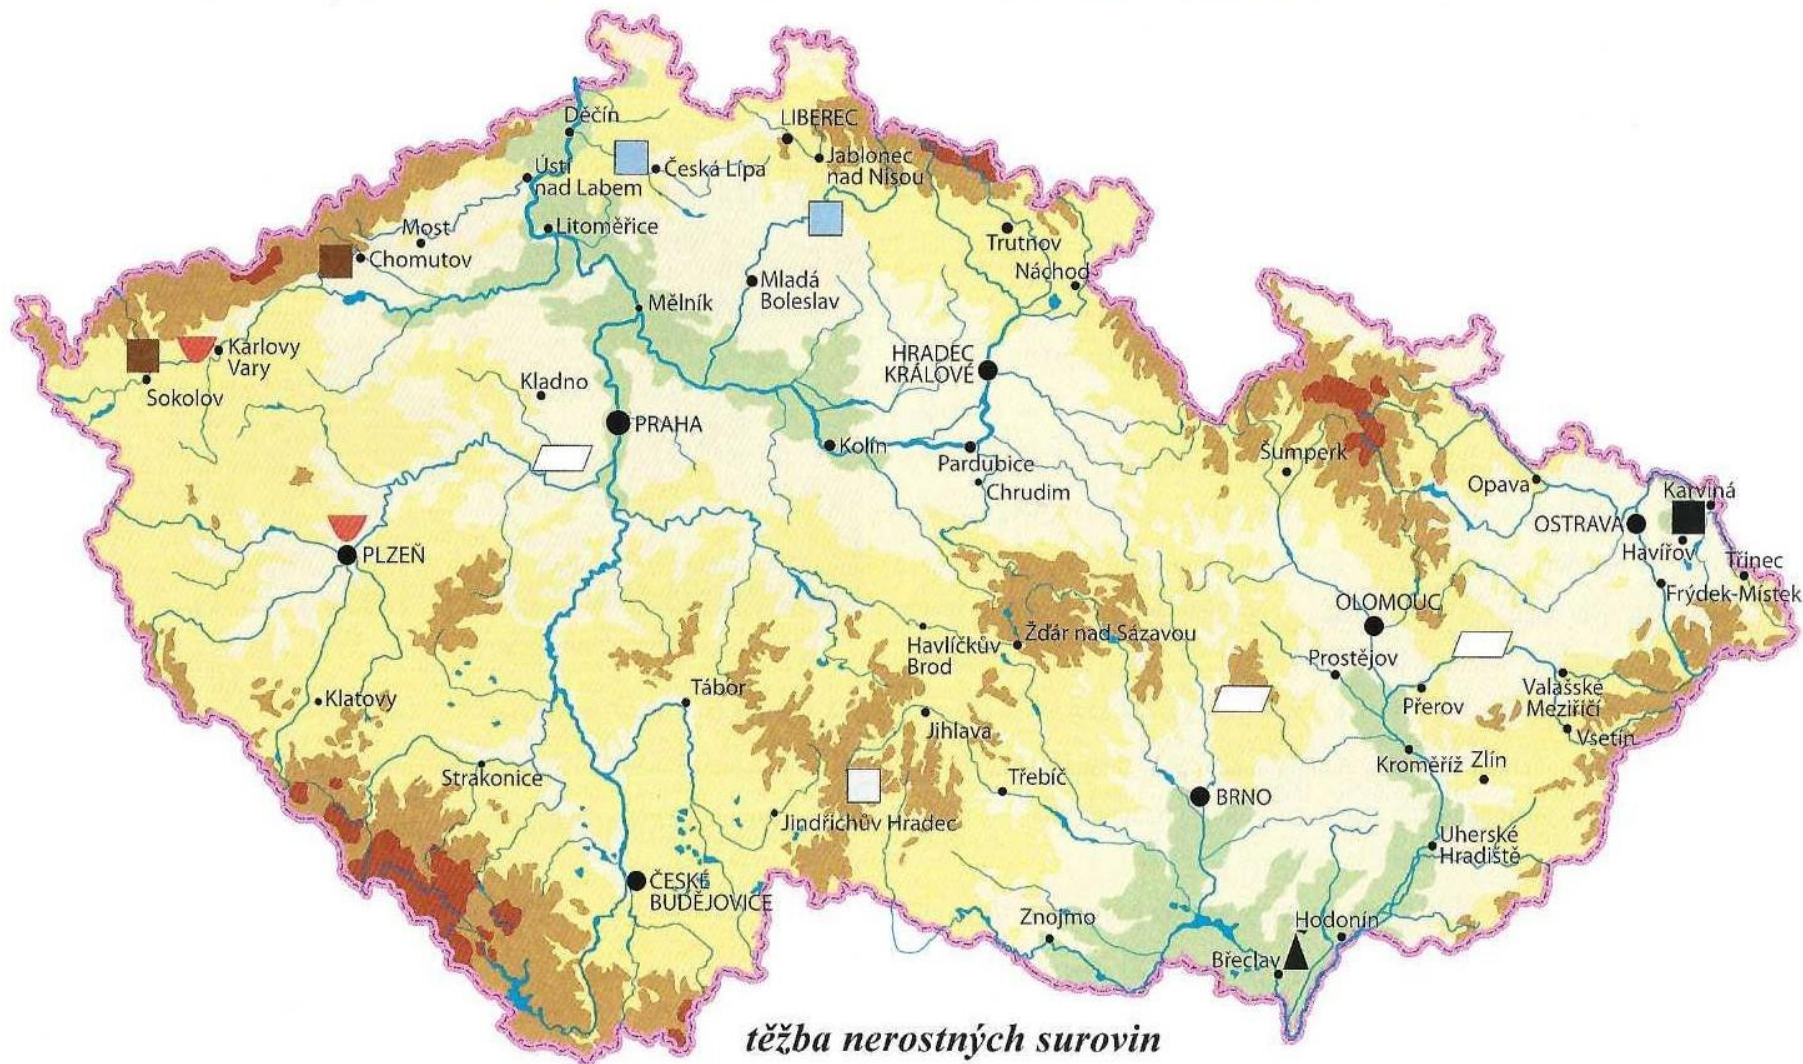 Děčín
LIBEREC
Ústí
nad Labem
Česká Lípa
Jablonec
nad Nisou
Most
Litoměřice
Trutnov
Chomutov
Náchod
Mladá
Boleslav
Mělník
Karlovy
Vary
HRADEC
KRÁLOVÉ
Sokolov
Kladno
PRAHA
Kolín
Pardubice
Šumperk
Chrudim
Opava
Karviná
OSTRAVA
Havířov
Třinec
PLZEŇ
Frýdek-Místek
OLOMOUC
Havlíčkův
Brod
Žďár nad Sázavou
Prostějov
Klatovy
Tábor
Přerov
Valašské
Meziříčí
Jihlava
Vsetín
Kroměříž
Zlín
Strakonice
Třebíč
BRNO
Jindřichův Hradec
Uherské
Hradiště
ČESKÉ
BUDĚJOVICE
Znojmo
Hodonín
Břeclav
těžba nerostných surovin